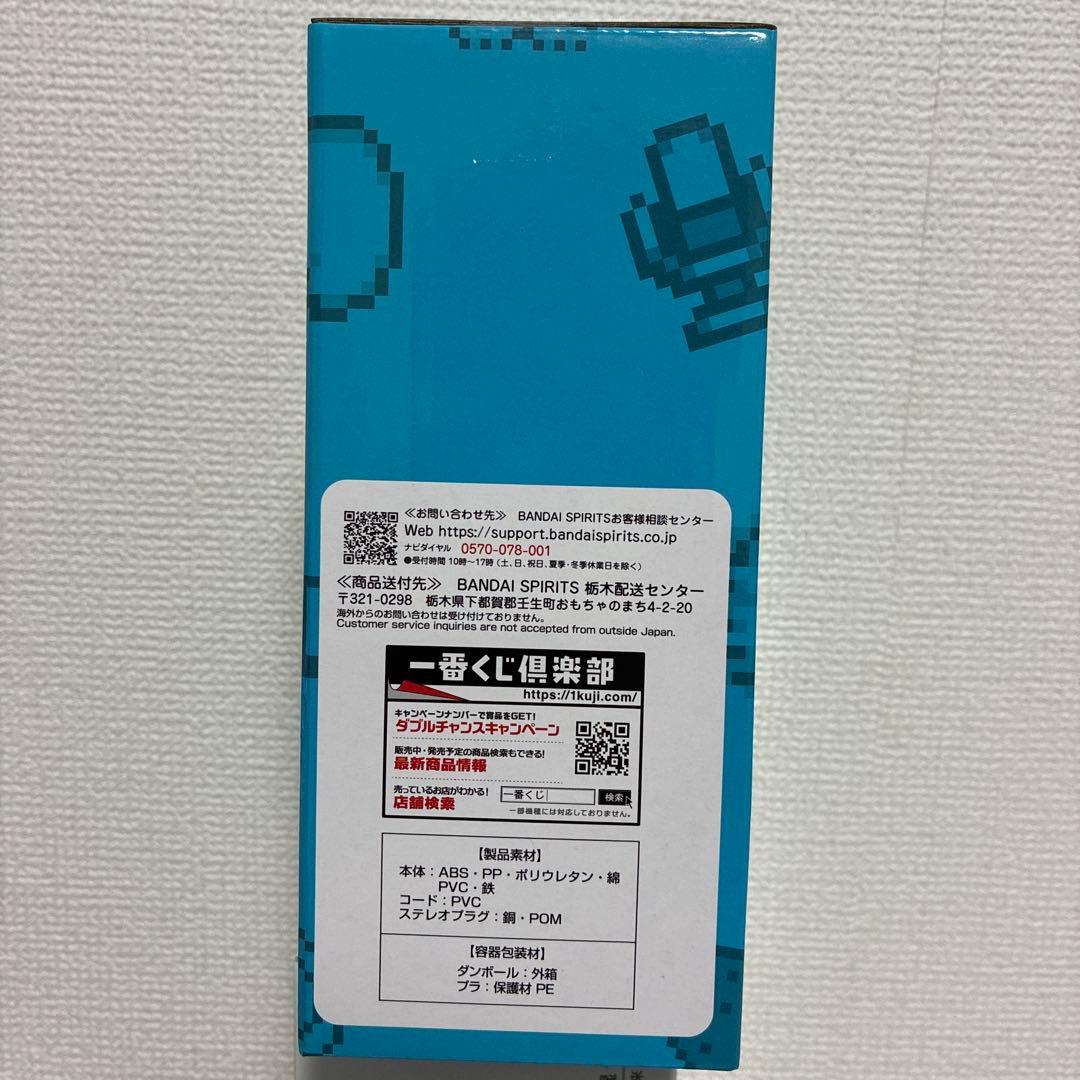 ≪お問い合わせ先≫ BANDAI SPIRITSお客様相談センター
Web https://support.bandaispirits.co.jp
ナビダイヤル 0570-078-001
●受付時間 10時～17時 (土、日、祝日、夏季・冬季休業日を除く)
≪商品送付先≫ BANDAI SPIRITS 栃木配送センター
〒321-0298 栃木県下都賀郡壬生町おもちゃのまち4-2-20
海外からのお問い合わせは受け付けておりません。
Customer service inquiries are not accepted from outside Japan.
一番くじ倶楽部
https://1kuji.com/
キャンペーンナンバーで賞品をGET!
ダブルチャンスキャンペーン
販売中・発売予定の商品検索もできる!
最新商品情報
売っているお店がわかる!
店舗検索
一番くじ 検索
一部機種には対応しておりません。
【製品素材】
本体：ABS・PP・ポリウレタン・綿
PVC・鉄
コード：PVC
ステレオプラグ：銅・POM
【容器包装材】
ダンボール：外箱
プラ：保護材 PE